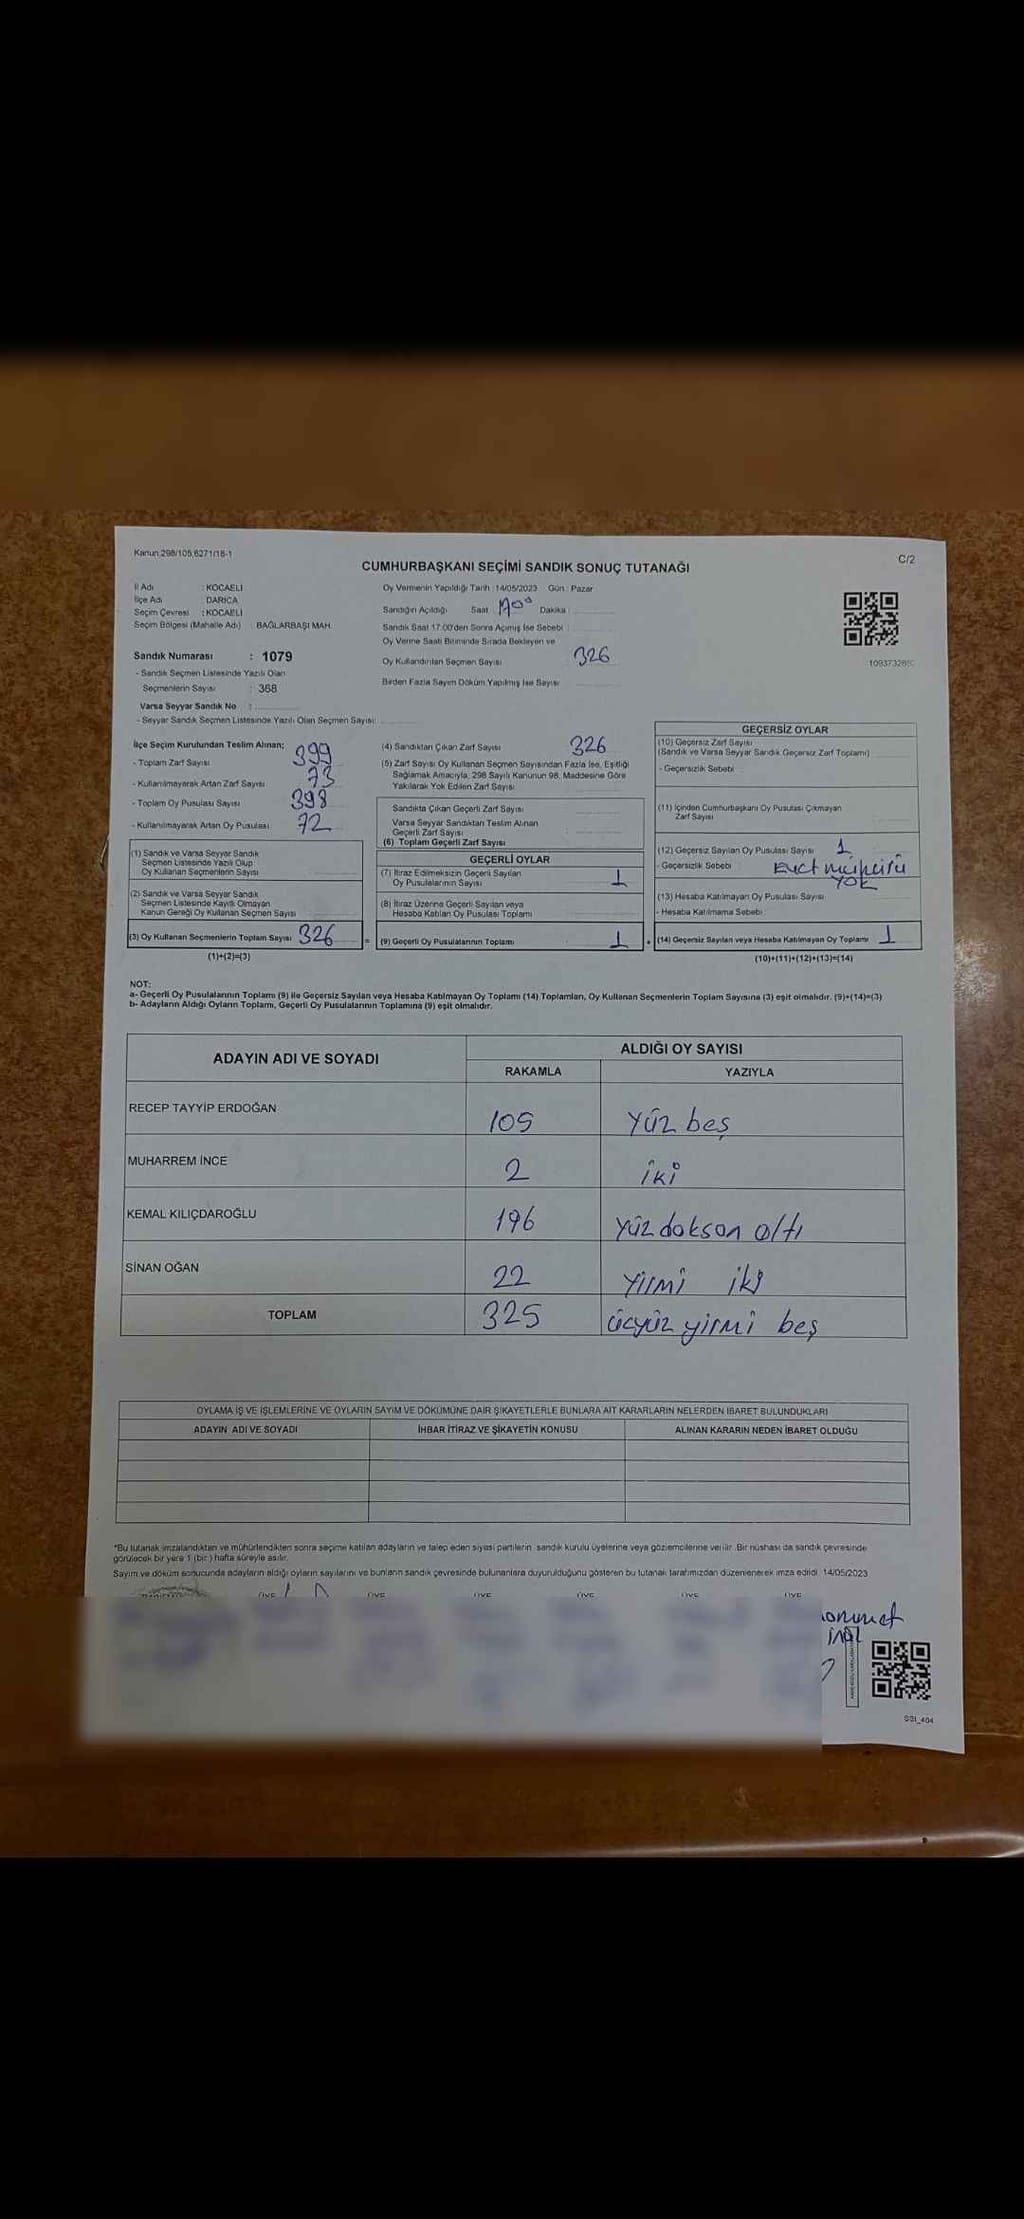 Kanun 298/105,6271/18-1
C/2
CUMHURBAŞKANI SEÇİMİ SANDIK SONUÇ TUTANAĞI
İl Adı : KOCAELİ
İlçe Adı : DARICA
Seçim Çevresi : KOCAELİ
Seçim Bölgesi (Mahalle Adı) : BAĞLARBAŞI MAH.
Oy Vermenin Yapıldığı Tarih : 14/05/2023 Gün : Pazar
Sandığın Açıldığı Saat Dakika :
Sandık Saat 17:00'den Sonra Açılmış İse Sebebi :
Oy Verme Saati Bitiminde Sırada Bekleyen ve
Oy Kullandırılan Seçmen Sayısı 326
Birden Fazla Sayım Döküm Yapılmış İse Sayısı
Sandık Numarası : 1079
- Sandık Seçmen Listesinde Yazılı Olan
Seçmenlerin Sayısı : 368
Varsa Seyyar Sandık No :
- Seyyar Sandık Seçmen Listesinde Yazılı Olan Seçmen Sayısı:
İlçe Seçim Kurulundan Teslim Alınan;
- Toplam Zarf Sayısı 399
- Kullanılmayarak Artan Zarf Sayısı 73
- Toplam Oy Pusulası Sayısı 398
- Kullanılmayarak Artan Oy Pusulası 72
(1) Sandık ve Varsa Seyyar Sandık
Seçmen Listesinde Yazılı Olup
Oy Kullanan Seçmenlerin Sayısı
(2) Sandık ve Varsa Seyyar Sandık
Seçmen Listesinde Kayıtlı Olmayan
Kanun Gereği Oy Kullanan Seçmen Sayısı
(3) Oy Kullanan Seçmenlerin Toplam Sayısı 326
(1)+(2)=(3)
(4) Sandıktan Çıkan Zarf Sayısı 326
(5) Zarf Sayısı Oy Kullanan Seçmen Sayısından Fazla İse, Eşitliği
Sağlamak Amacıyla, 298 Sayılı Kanunun 98. Maddesine Göre
Yakılarak Yok Edilen Zarf Sayısı
Sandıkta Çıkan Geçerli Zarf Sayısı
Varsa Seyyar Sandıktan Teslim Alınan
Geçerli Zarf Sayısı
(6) Toplam Geçerli Zarf Sayısı
GEÇERLİ OYLAR
(7) İtiraz Edilmeksizin Geçerli Sayılan
Oy Pusulalarının Sayısı 1
(8) İtiraz Üzerine Geçerli Sayılan veya
Hesaba Katılan Oy Pusulası Toplamı
= (9) Geçerli Oy Pusulalarının Toplamı 1
GEÇERSİZ OYLAR
(10) Geçersiz Zarf Sayısı
(Sandık ve Varsa Seyyar Sandık Geçersiz Zarf Toplamı)
- Geçersizlik Sebebi
(11) İçinden Cumhurbaşkanı Oy Pusulası Çıkmayan
Zarf Sayısı
(12) Geçersiz Sayılan Oy Pusulası Sayısı 1
- Geçersizlik Sebebi
YOK
(13) Hesaba Katılmayan Oy Pusulası Sayısı
- Hesaba Katılmama Sebebi
+ (14) Geçersiz Sayılan veya Hesaba Katılmayan Oy Toplamı 1
(10)+(11)+(12)+(13)=(14)
NOT:
a- Geçerli Oy Pusulalarının Toplamı (9) ile Geçersiz Sayılan veya Hesaba Katılmayan Oy Toplamı (14) Toplamları, Oy Kullanan Seçmenlerin Toplam Sayısına (3) eşit olmalıdır. (9)+(14)=(3)
b- Adayların Aldığı Oyların Toplamı, Geçerli Oy Pusulalarının Toplamına (9) eşit olmalıdır.
ADAYIN ADI VE SOYADI
ALDIĞI OY SAYISI
RAKAMLA YAZIYLA
RECEP TAYYİP ERDOĞAN 105 yüz beş
MUHARREM İNCE 2 iki
KEMAL KILIÇDAROĞLU 196 yüz doksan altı
SİNAN OĞAN 22 yirmi iki
TOPLAM 325 üçyüz yirmi beş
OYLAMA İŞ VE İŞLEMLERİNE VE OYLARIN SAYIM VE DÖKÜMÜNE DAİR ŞİKAYETLERLE BUNLARA AİT KARARLARIN NELERDEN İBARET BULUNDUKLARI
ADAYIN ADI VE SOYADI İHBAR İTİRAZ VE ŞİKAYETİN KONUSU ALINAN KARARIN NEDEN İBARET OLDUĞU
*Bu tutanak imzalandıktan ve mühürlendikten sonra seçime katılan adayların ve talep eden siyasi partilerin sandık kurulu üyelerine veya gözlemcilerine verilir. Bir nüshası da sandık çevresinde
görülecek bir yere 1 (bir) hafta süreyle asılır.
Sayım ve döküm sonucunda adayların aldığı oyların sayılarını ve bunların sandık çevresinde bulunanlara duyurulduğunu gösteren bu tutanak tarafımızdan düzenlenerek imza edildi. 14/05/2023
ÜYE ÜYE ÜYE ÜYE ÜYE ÜYE